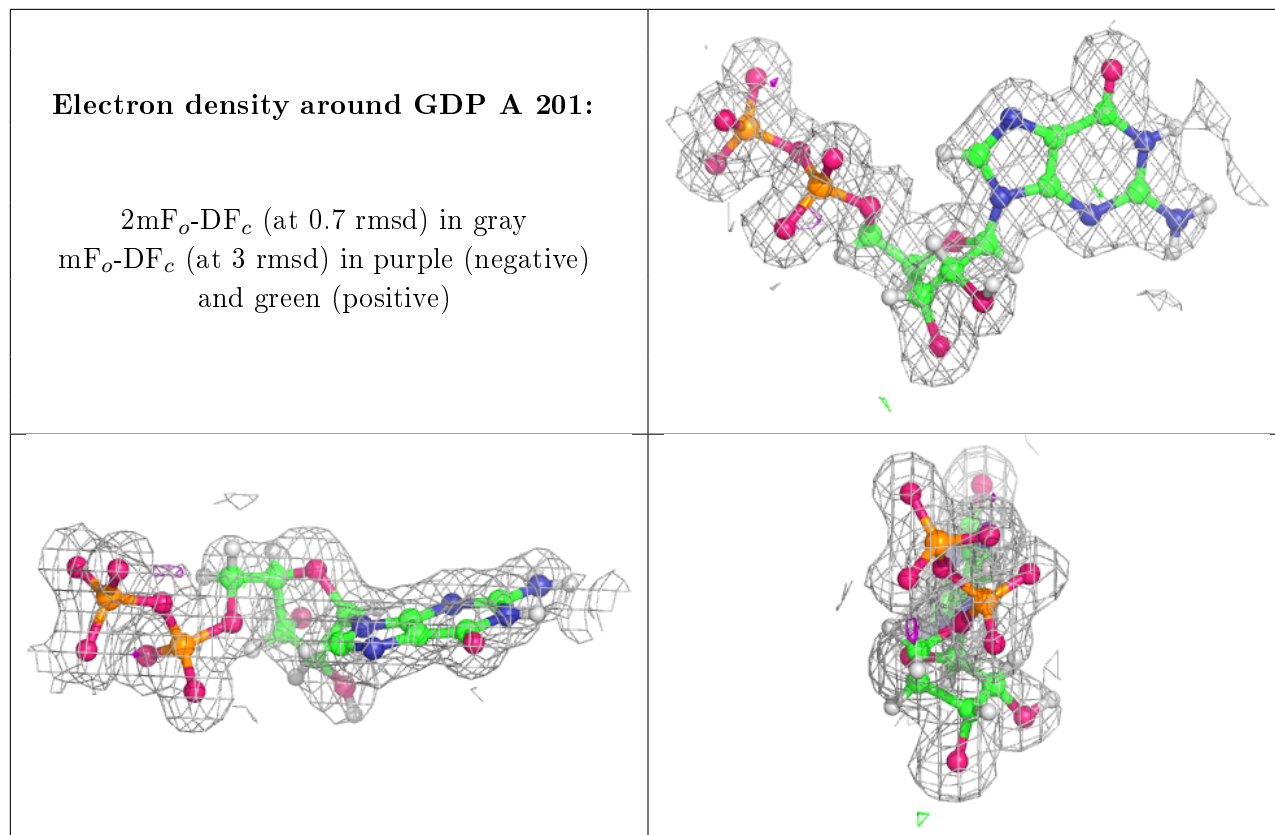 Electron density around GDP A 201:
2mFₒ-DF𝒸 (at 0.7 rmsd) in gray
mFₒ-DF𝒸 (at 3 rmsd) in purple (negative)
and green (positive)